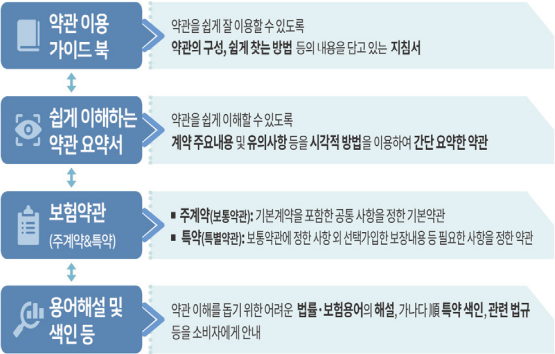 약관 이용
가이드 북
약관을 쉽게 잘 이용할 수 있도록
약관의 구성, 쉽게 찾는 방법 등의 내용을 담고 있는 지침서
쉽게 이해하는
약관 요약서
약관을 쉽게 이해할 수 있도록
계약 주요내용 및 유의사항 등을 시각적 방법을 이용하여 간단 요약한 약관
보험약관
(주계약&특약)
▪ 주계약(보통약관): 기본계약을 포함한 공통 사항을 정한 기본약관
▪ 특약(특별약관): 보통약관에 정한 사항 외 선택가입한 보장내용 등 필요한 사항을 정한 약관
용어해설 및
색인 등
약관 이해를 돕기 위한 어려운 법률·보험용어의 해설, 가나다 順 특약 색인, 관련 법규
등을 소비자에게 안내